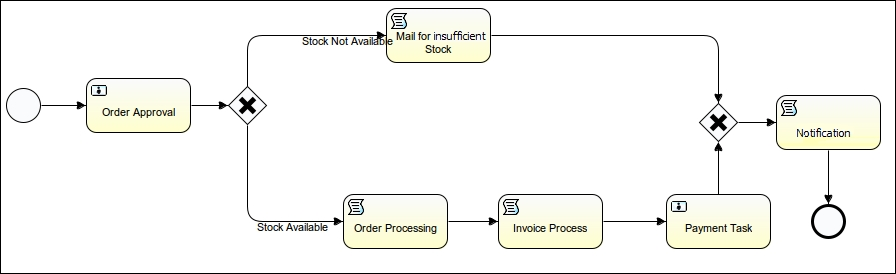 Stock Not Available
Mail for insufficient
Stock
Order Approval
Notification
Stock Available
Order Processing
Invoice Process
Payment Task